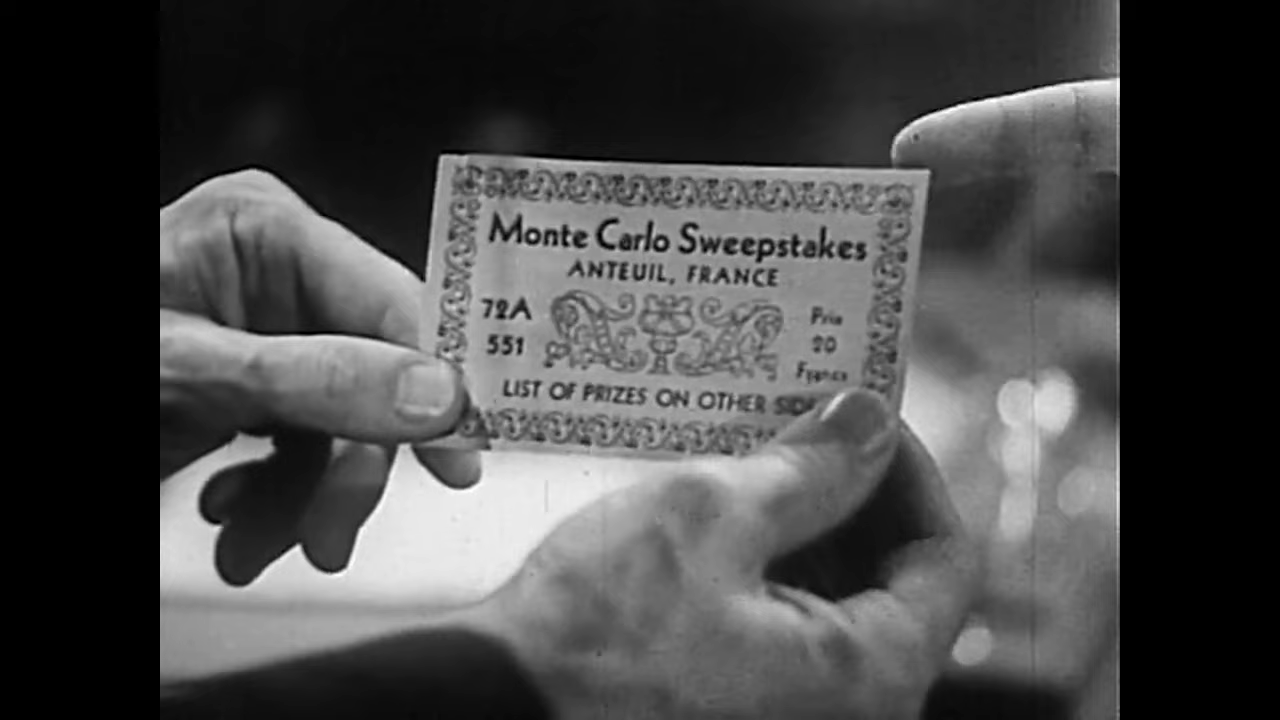 Monte Carlo Sweepstakes
ANTEUIL, FRANCE
72A
551
Prix
20
Francs
LIST OF PRIZES ON OTHER SIDE